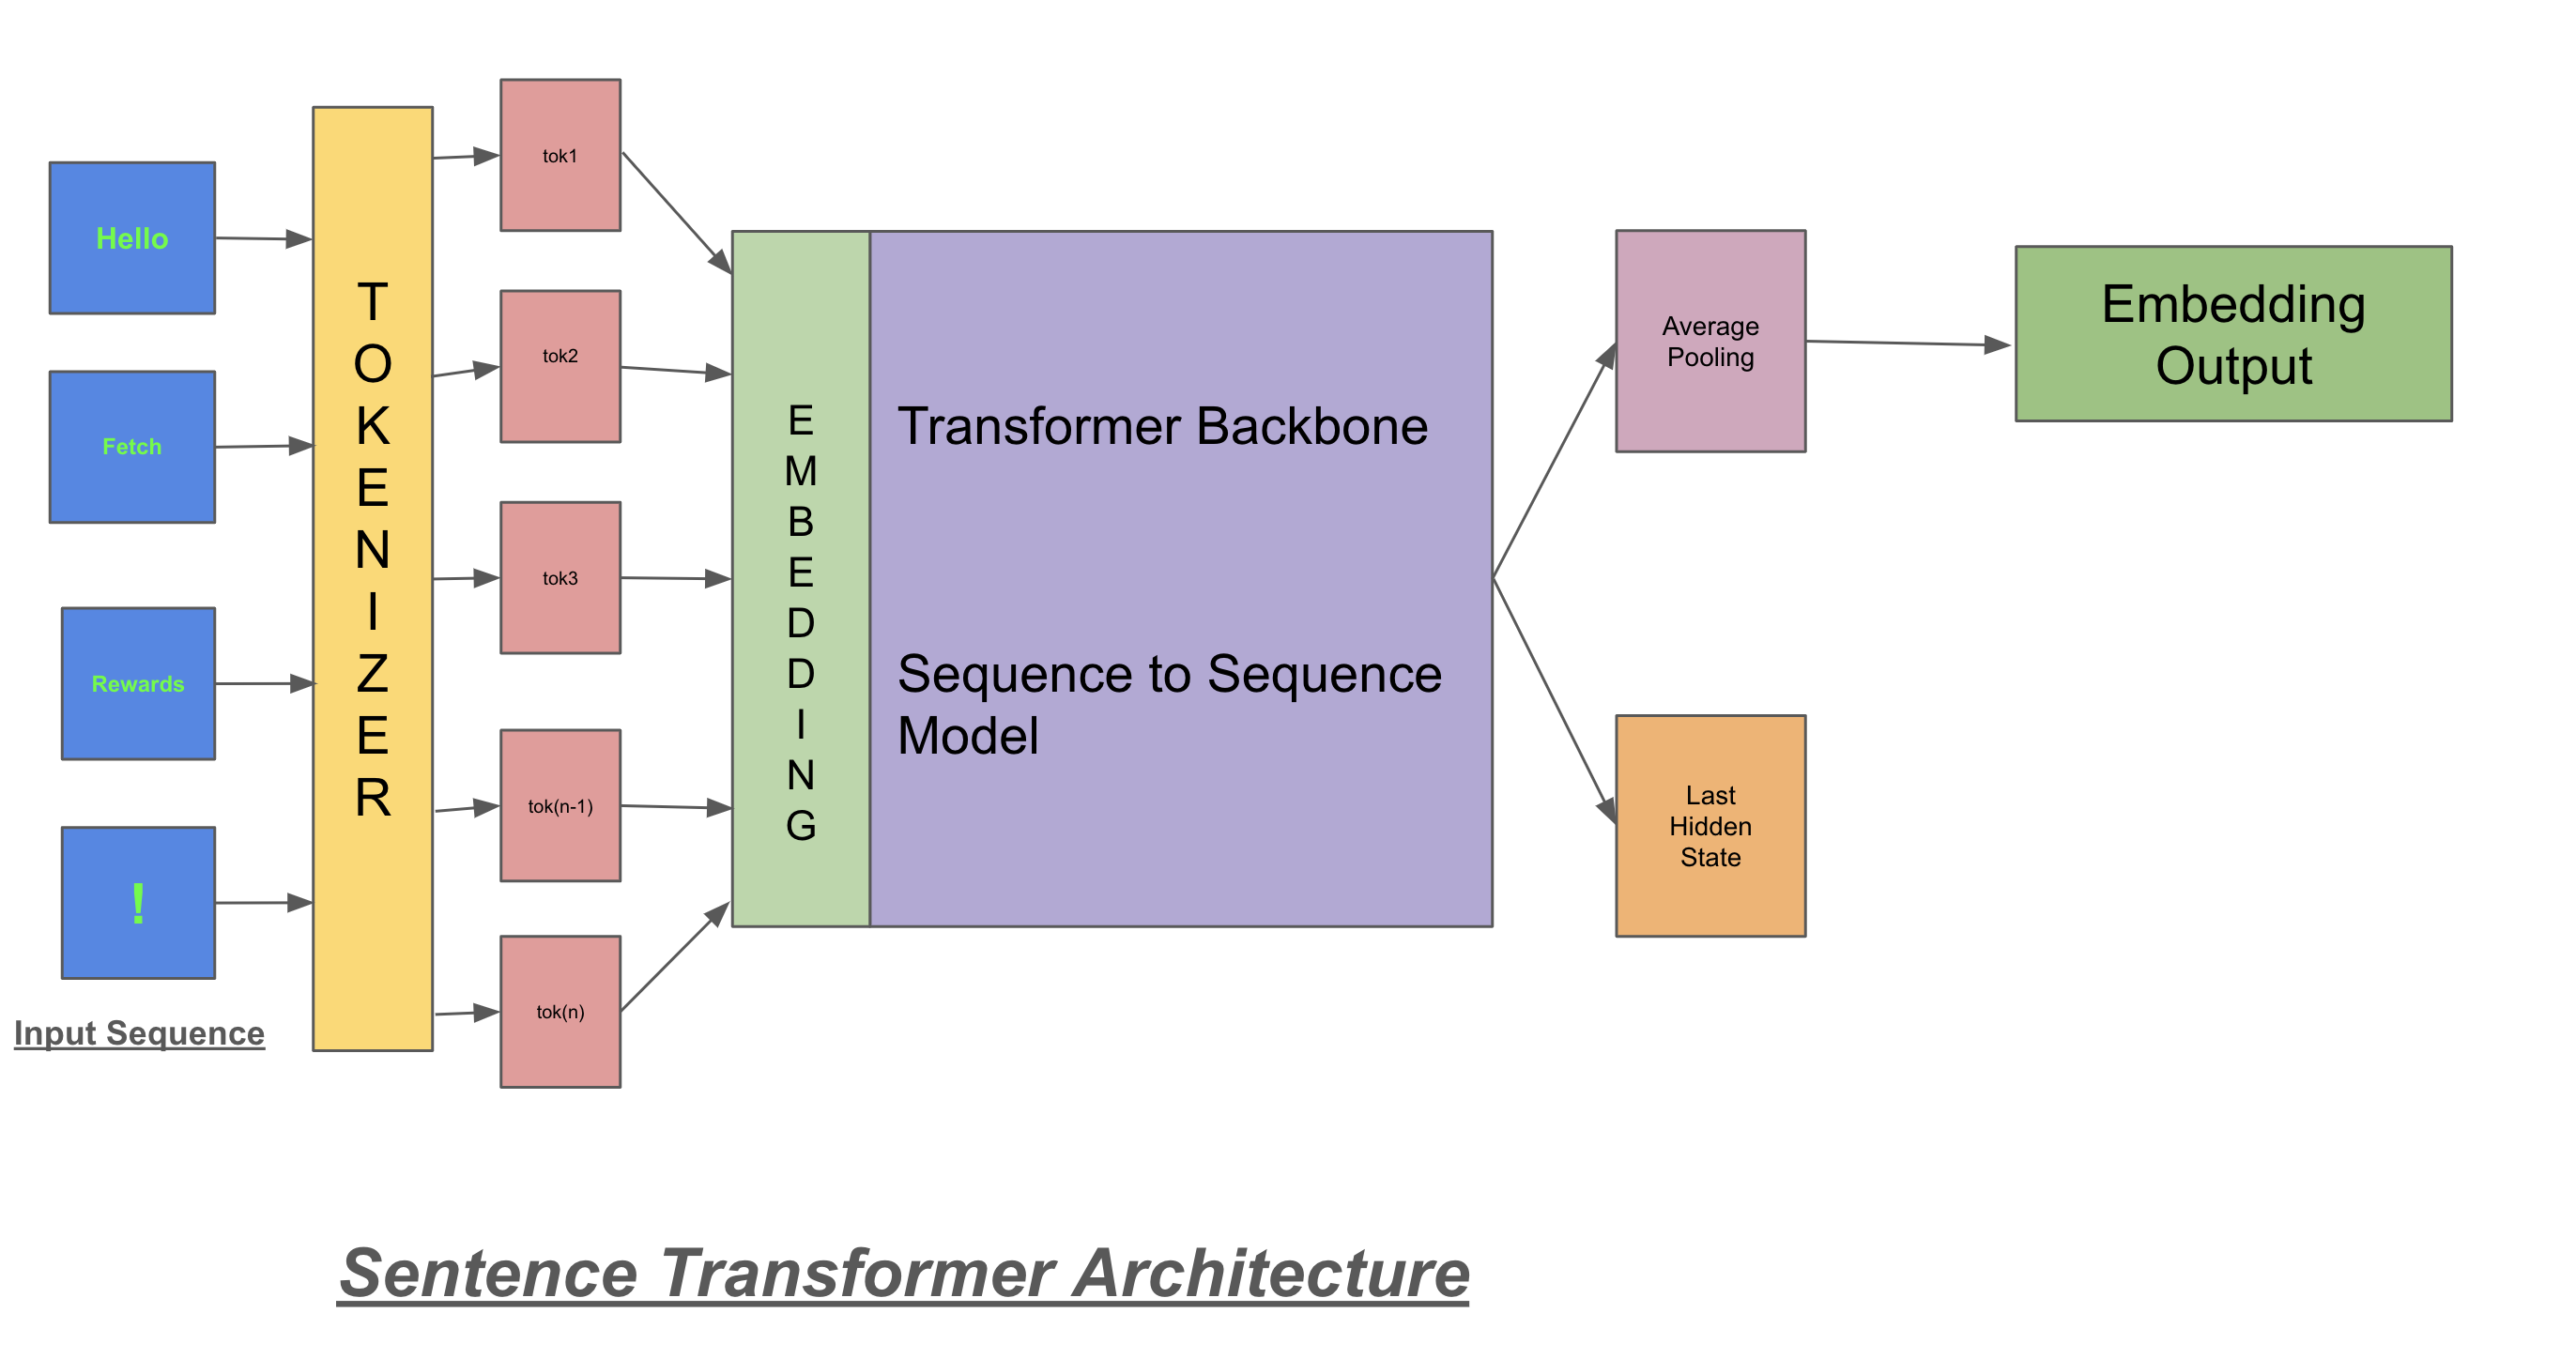 Hello
Fetch
Rewards
!
Input Sequence
TOKENIZER
tok1
tok2
tok3
tok(n-1)
tok(n)
EMBEDDING
Transformer Backbone
Sequence to Sequence
Model
Average
Pooling
Last
Hidden
State
Embedding
Output
Sentence Transformer Architecture